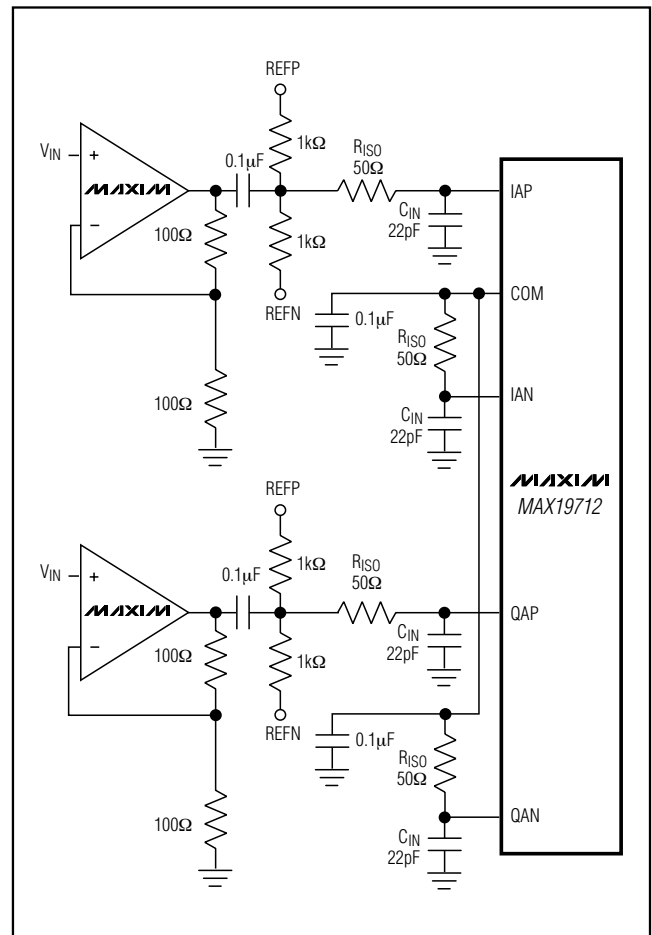 REFP
VIN
+
MAXIM
−
0.1µF
1kΩ
RISO
50Ω
IAP
CIN
22pF
100Ω
1kΩ
REFN
COM
0.1µF
RISO
50Ω
100Ω
IAN
CIN
22pF
MAXIM
MAX19712
REFP
VIN
+
MAXIM
−
0.1µF
1kΩ
RISO
50Ω
QAP
CIN
22pF
100Ω
1kΩ
REFN
0.1µF
RISO
50Ω
100Ω
QAN
CIN
22pF